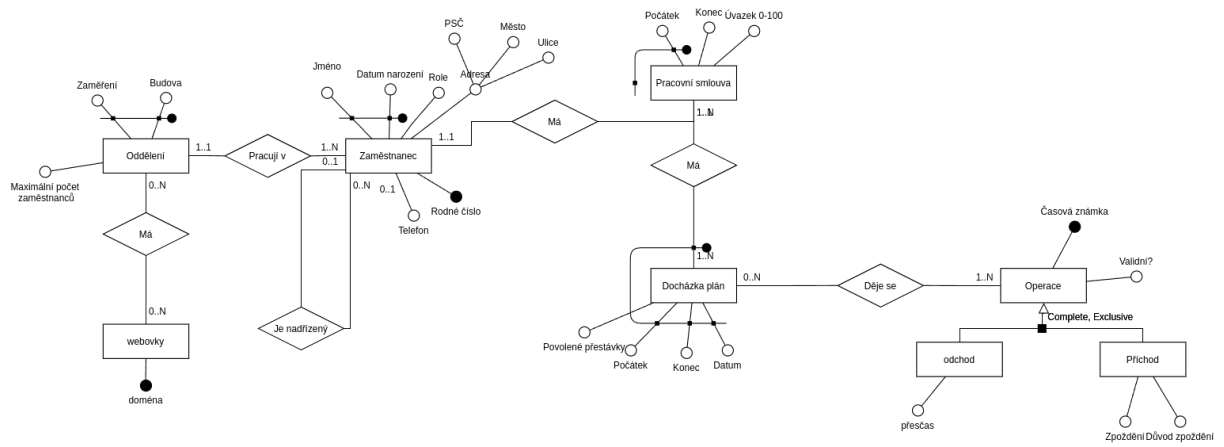 PSČ
Město
Ulice
Počátek
Konec
Úvazek 0-100
Zaměření
Budova
Jméno
Datum narození
Role
Adresa
Pracovní smlouva
1..1
1..N
Má
1..1
Oddělení
1..1
Pracují v
1..N
0..1
Zaměstnanec
Má
Maximální počet
zaměstnanců
0..N
0..N
0..1
Rodné číslo
Telefon
Má
Časová známka
1..N
Validní?
0..N
Docházka plán
0..N
Děje se
1..N
Operace
Complete, Exclusive
webovky
Je nadřízený
Povolené přestávky
Počátek
Konec
Datum
odchod
Příchod
doména
přesčas
Zpoždění
Důvod zpoždění